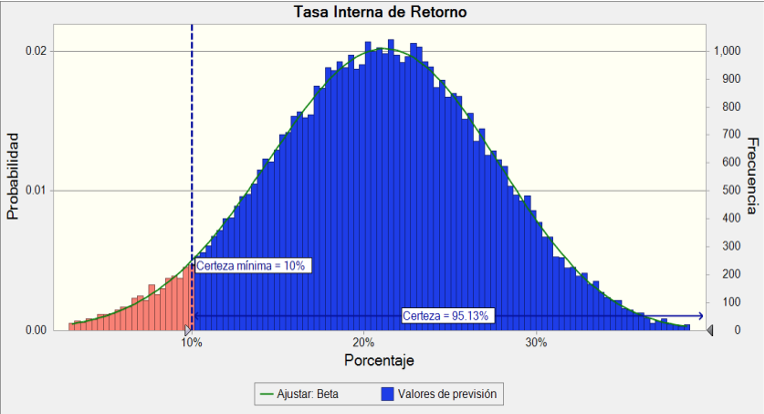 Tasa Interna de Retorno
0.02
0.01
0.00
Probabilidad
1,000
900
800
700
600
500
400
300
200
100
0
Frecuencia
Certeza mínima = 10%
Certeza = 95.13%
10%
20%
30%
Porcentaje
Ajustar: Beta
Valores de previsión